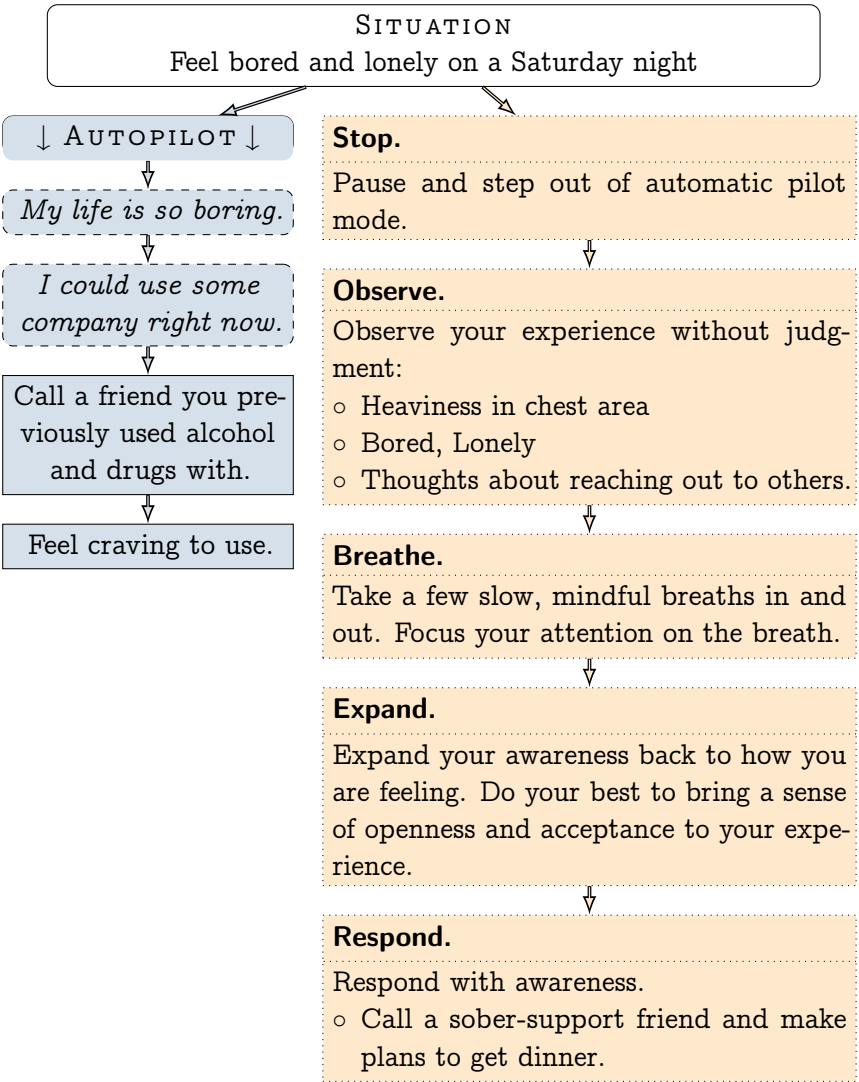 SITUATION
Feel bored and lonely on a Saturday night
↓ AUTOPILOT ↓
My life is so boring.
I could use some
company right now.
Call a friend you pre-
viously used alcohol
and drugs with.
Feel craving to use.
Stop.
Pause and step out of automatic pilot
mode.
Observe.
Observe your experience without judg-
ment:
○ Heaviness in chest area
○ Bored, Lonely
○ Thoughts about reaching out to others.
Breathe.
Take a few slow, mindful breaths in and
out. Focus your attention on the breath.
Expand.
Expand your awareness back to how you
are feeling. Do your best to bring a sense
of openness and acceptance to your expe-
rience.
Respond.
Respond with awareness.
○ Call a sober-support friend and make
plans to get dinner.